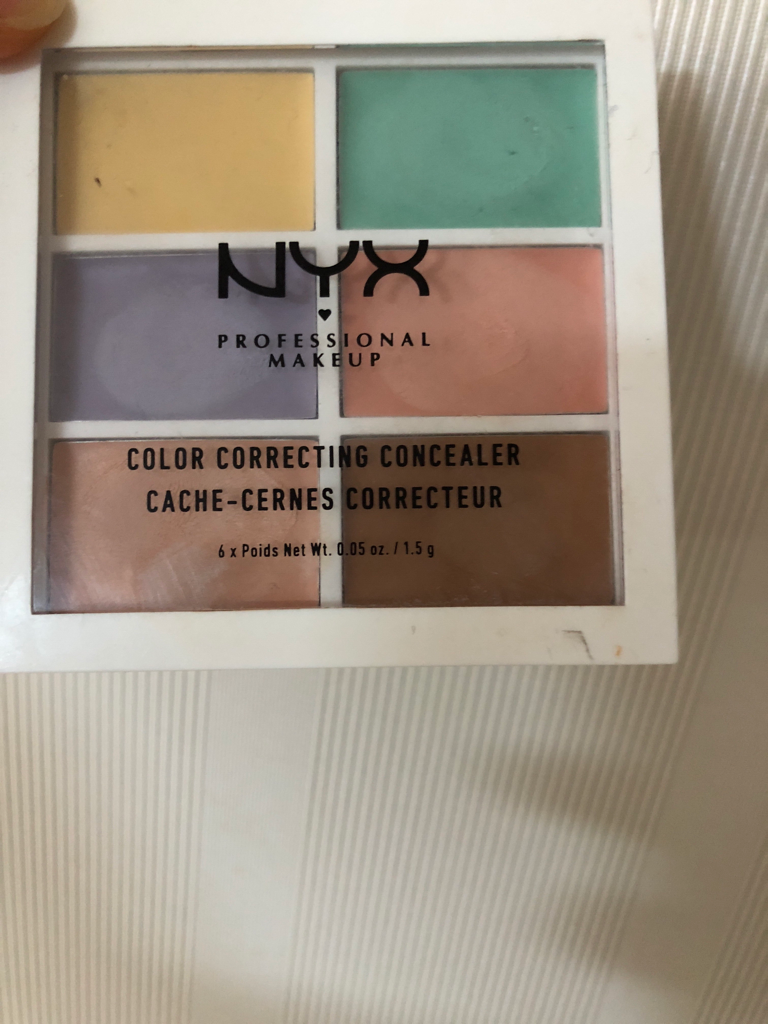 NYX
PROFESSIONAL
MAKEUP
COLOR CORRECTING CONCEALER
CACHE-CERNES CORRECTEUR
6 x Poids Net Wt. 0.05 oz. / 1.5 g